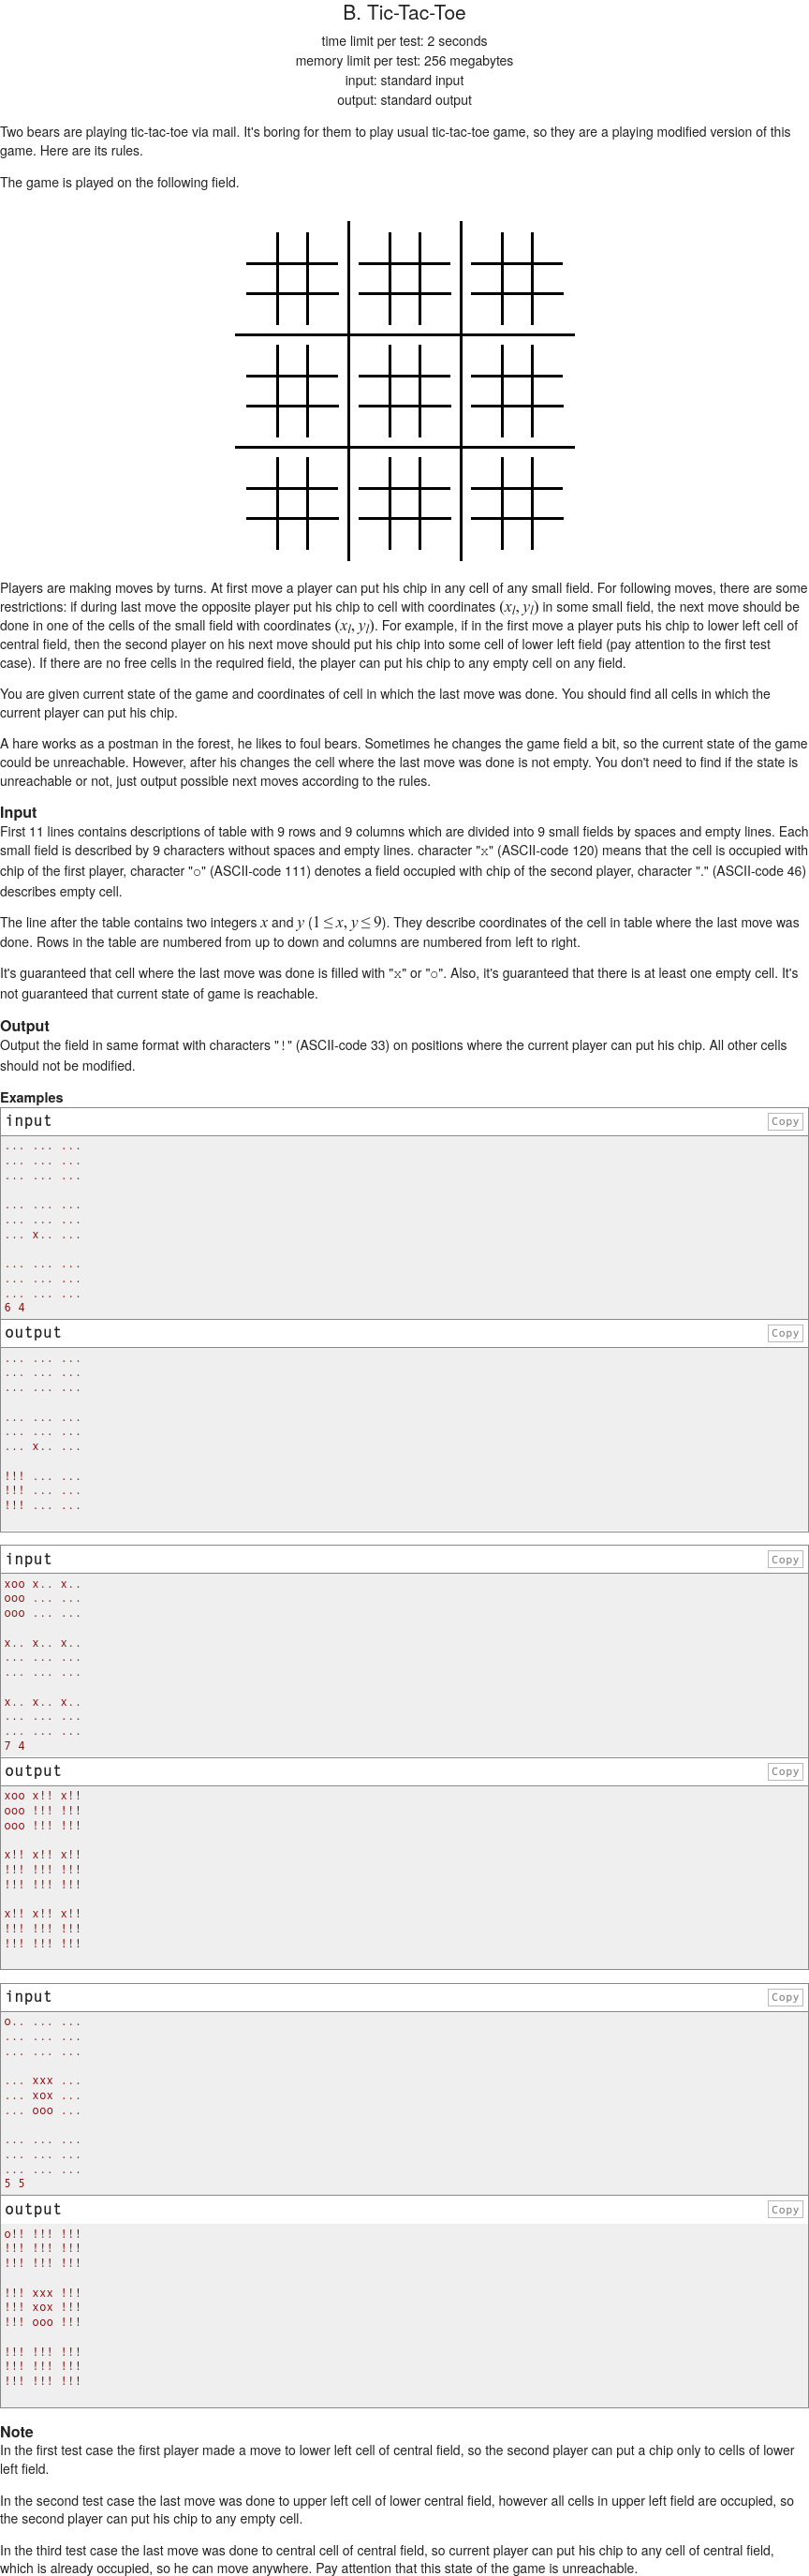 B. Tic-Tac-Toe
time limit per test: 2 seconds
memory limit per test: 256 megabytes
input: standard input
output: standard output
Two bears are playing tic-tac-toe via mail. It's boring for them to play usual tic-tac-toe game, so they are a playing modified version of this
game. Here are its rules.
The game is played on the following field.
Players are making moves by turns. At first move a player can put his chip in any cell of any small field. For following moves, there are some
restrictions: if during last move the opposite player put his chip to cell with coordinates (x_l, y_l) in some small field, the next move should be
done in one of the cells of the small field with coordinates (x_l, y_l). For example, if in the first move a player puts his chip to lower left cell of
central field, then the second player on his next move should put his chip into some cell of lower left field (pay attention to the first test
case). If there are no free cells in the required field, the player can put his chip to any empty cell on any field.
You are given current state of the game and coordinates of cell in which the last move was done. You should find all cells in which the
current player can put his chip.
A hare works as a postman in the forest, he likes to foul bears. Sometimes he changes the game field a bit, so the current state of the game
could be unreachable. However, after his changes the cell where the last move was done is not empty. You don't need to find if the state is
unreachable or not, just output possible next moves according to the rules.
Input
First 11 lines contains descriptions of table with 9 rows and 9 columns which are divided into 9 small fields by spaces and empty lines. Each
small field is described by 9 characters without spaces and empty lines. character "x" (ASCII-code 120) means that the cell is occupied with
chip of the first player, character "o" (ASCII-code 111) denotes a field occupied with chip of the second player, character "." (ASCII-code 46)
describes empty cell.
The line after the table contains two integers x and y (1 ≤ x, y ≤ 9). They describe coordinates of the cell in table where the last move was
done. Rows in the table are numbered from up to down and columns are numbered from left to right.
It's guaranteed that cell where the last move was done is filled with "x" or "o". Also, it's guaranteed that there is at least one empty cell. It's
not guaranteed that current state of game is reachable.
Output
Output the field in same format with characters "!" (ASCII-code 33) on positions where the current player can put his chip. All other cells
should not be modified.
Examples
input Copy
... ... ...
... ... ...
... ... ...
... ... ...
... ... ...
... x.. ...
... ... ...
... ... ...
... ... ...
6 4
output Copy
... ... ...
... ... ...
... ... ...
... ... ...
... ... ...
... x.. ...
!!! ... ...
!!! ... ...
!!! ... ...
input Copy
xoo x.. x..
ooo ... ...
ooo ... ...
x.. x.. x..
... ... ...
... ... ...
x.. x.. x..
... ... ...
... ... ...
7 4
output Copy
xoo x!! x!!
ooo !!! !!!
ooo !!! !!!
x!! x!! x!!
!!! !!! !!!
!!! !!! !!!
x!! x!! x!!
!!! !!! !!!
!!! !!! !!!
input Copy
o.. ... ...
... ... ...
... ... ...
... xxx ...
... xox ...
... ooo ...
... ... ...
... ... ...
... ... ...
5 5
output Copy
o!! !!! !!!
!!! !!! !!!
!!! !!! !!!
!!! xxx !!!
!!! xox !!!
!!! ooo !!!
!!! !!! !!!
!!! !!! !!!
!!! !!! !!!
Note
In the first test case the first player made a move to lower left cell of central field, so the second player can put a chip only to cells of lower
left field.
In the second test case the last move was done to upper left cell of lower central field, however all cells in upper left field are occupied, so
the second player can put his chip to any empty cell.
In the third test case the last move was done to central cell of central field, so current player can put his chip to any cell of central field,
which is already occupied, so he can move anywhere. Pay attention that this state of the game is unreachable.